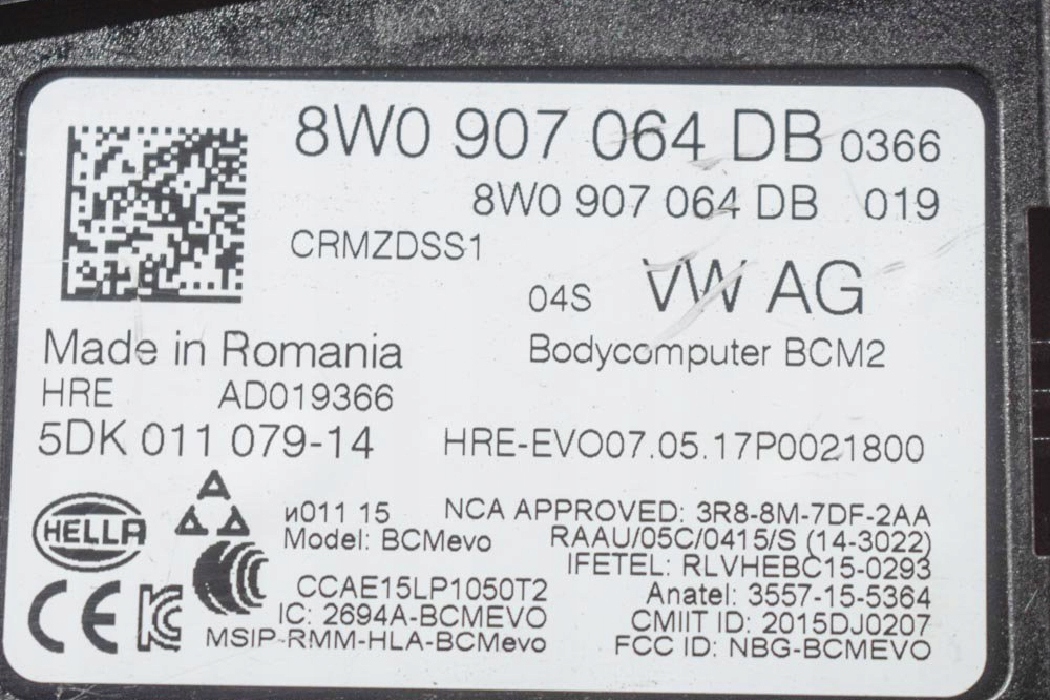 8W0 907 064 DB 0366
8W0 907 064 DB 019
CRMZDSS1
04S VW AG
Made in Romania
Bodycomputer BCM2
HRE AD019366
5DK 011 079-14
HRE-EVO07.05.17P0021800
HELLA
и011 15
Model: BCMevo
CCAE15LP1050T2
IC: 2694A-BCMEVO
MSIP-RMM-HLA-BCMevo
CE
NCA APPROVED: 3R8-8M-7DF-2AA
RAAU/05C/0415/S (14-3022)
IFETEL: RLVHEBC15-0293
Anatel: 3557-15-5364
CMIIT ID: 2015DJ0207
FCC ID: NBG-BCMEVO